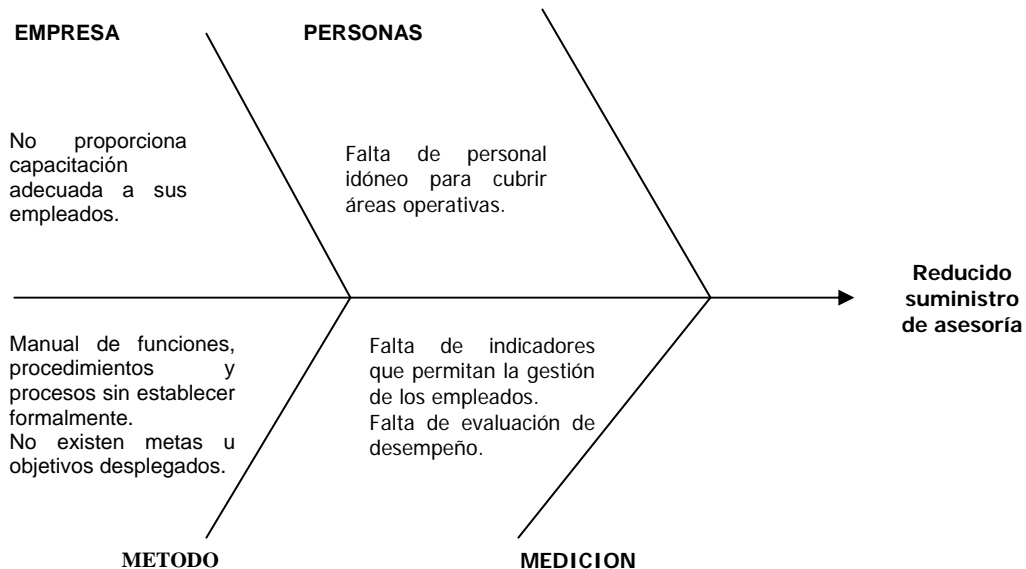 EMPRESA
PERSONAS
No proporciona
capacitación
adecuada a sus
empleados.
Falta de personal
idóneo para cubrir
áreas operativas.
Reducido
suministro
de asesoría
Manual de funciones,
procedimientos y
procesos sin establecer
formalmente.
No existen metas u
objetivos desplegados.
Falta de indicadores
que permitan la gestión
de los empleados.
Falta de evaluación de
desempeño.
METODO
MEDICION